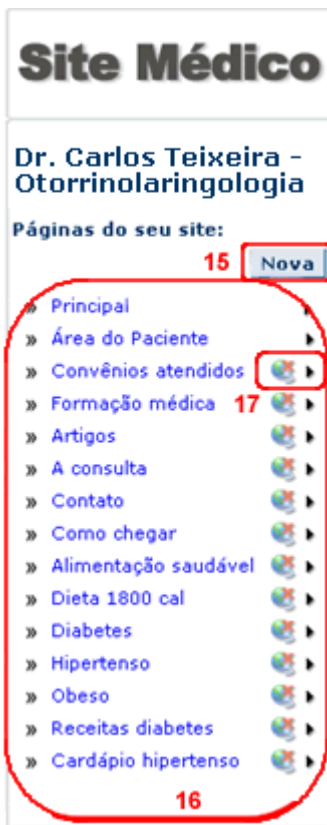 Site Médico
Dr. Carlos Teixeira -
Otorrinolaringologia
Páginas do seu site:
15 Nova
» Principal
» Área do Paciente
» Convênios atendidos
» Formação médica 17
» Artigos
» A consulta
» Contato
» Como chegar
» Alimentação saudável
» Dieta 1800 cal
» Diabetes
» Hipertenso
» Obeso
» Receitas diabetes
» Cardápio hipertenso
16